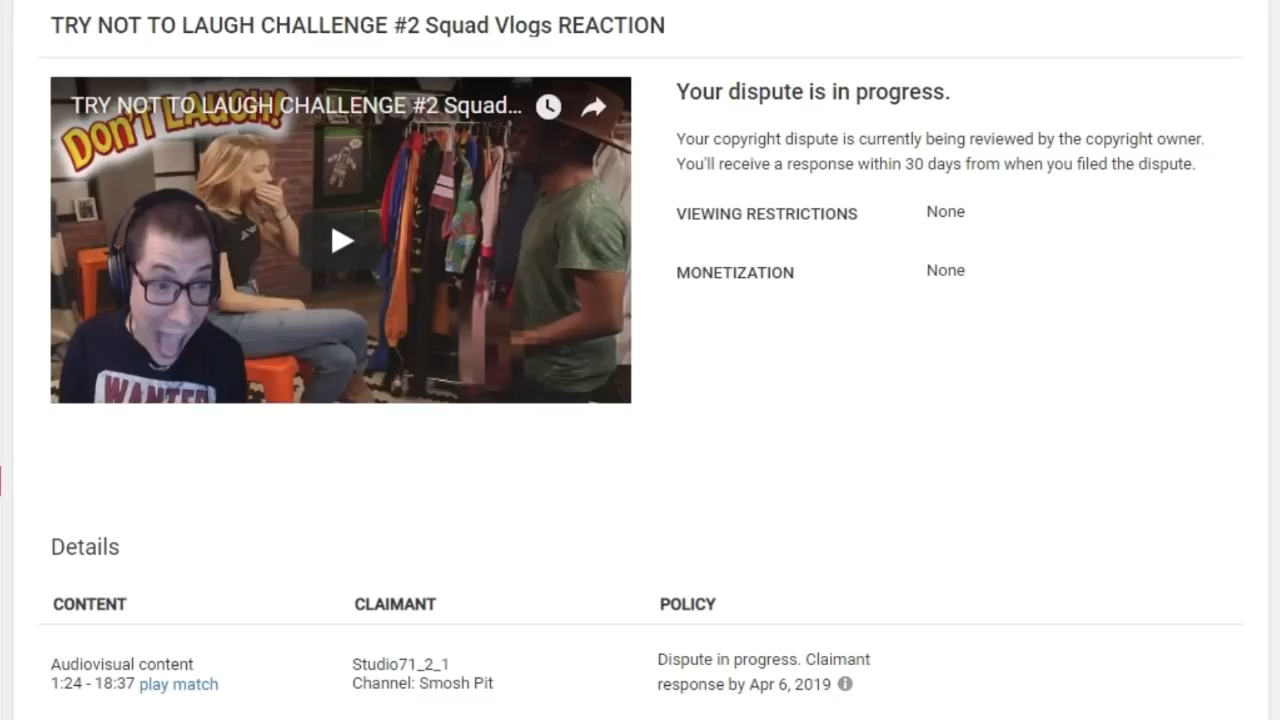 TRY NOT TO LAUGH CHALLENGE #2 Squad Vlogs REACTION
TRY NOT TO LAUGH CHALLENGE #2 Squad...
DON'T LAUGH!
WANTED
Your dispute is in progress.
Your copyright dispute is currently being reviewed by the copyright owner.
You'll receive a response within 30 days from when you filed the dispute.
VIEWING RESTRICTIONS None
MONETIZATION None
Details
CONTENT CLAIMANT POLICY
Audiovisual content Studio71_2_1 Dispute in progress. Claimant
1:24 - 18:37 play match Channel: Smosh Pit response by Apr 6, 2019